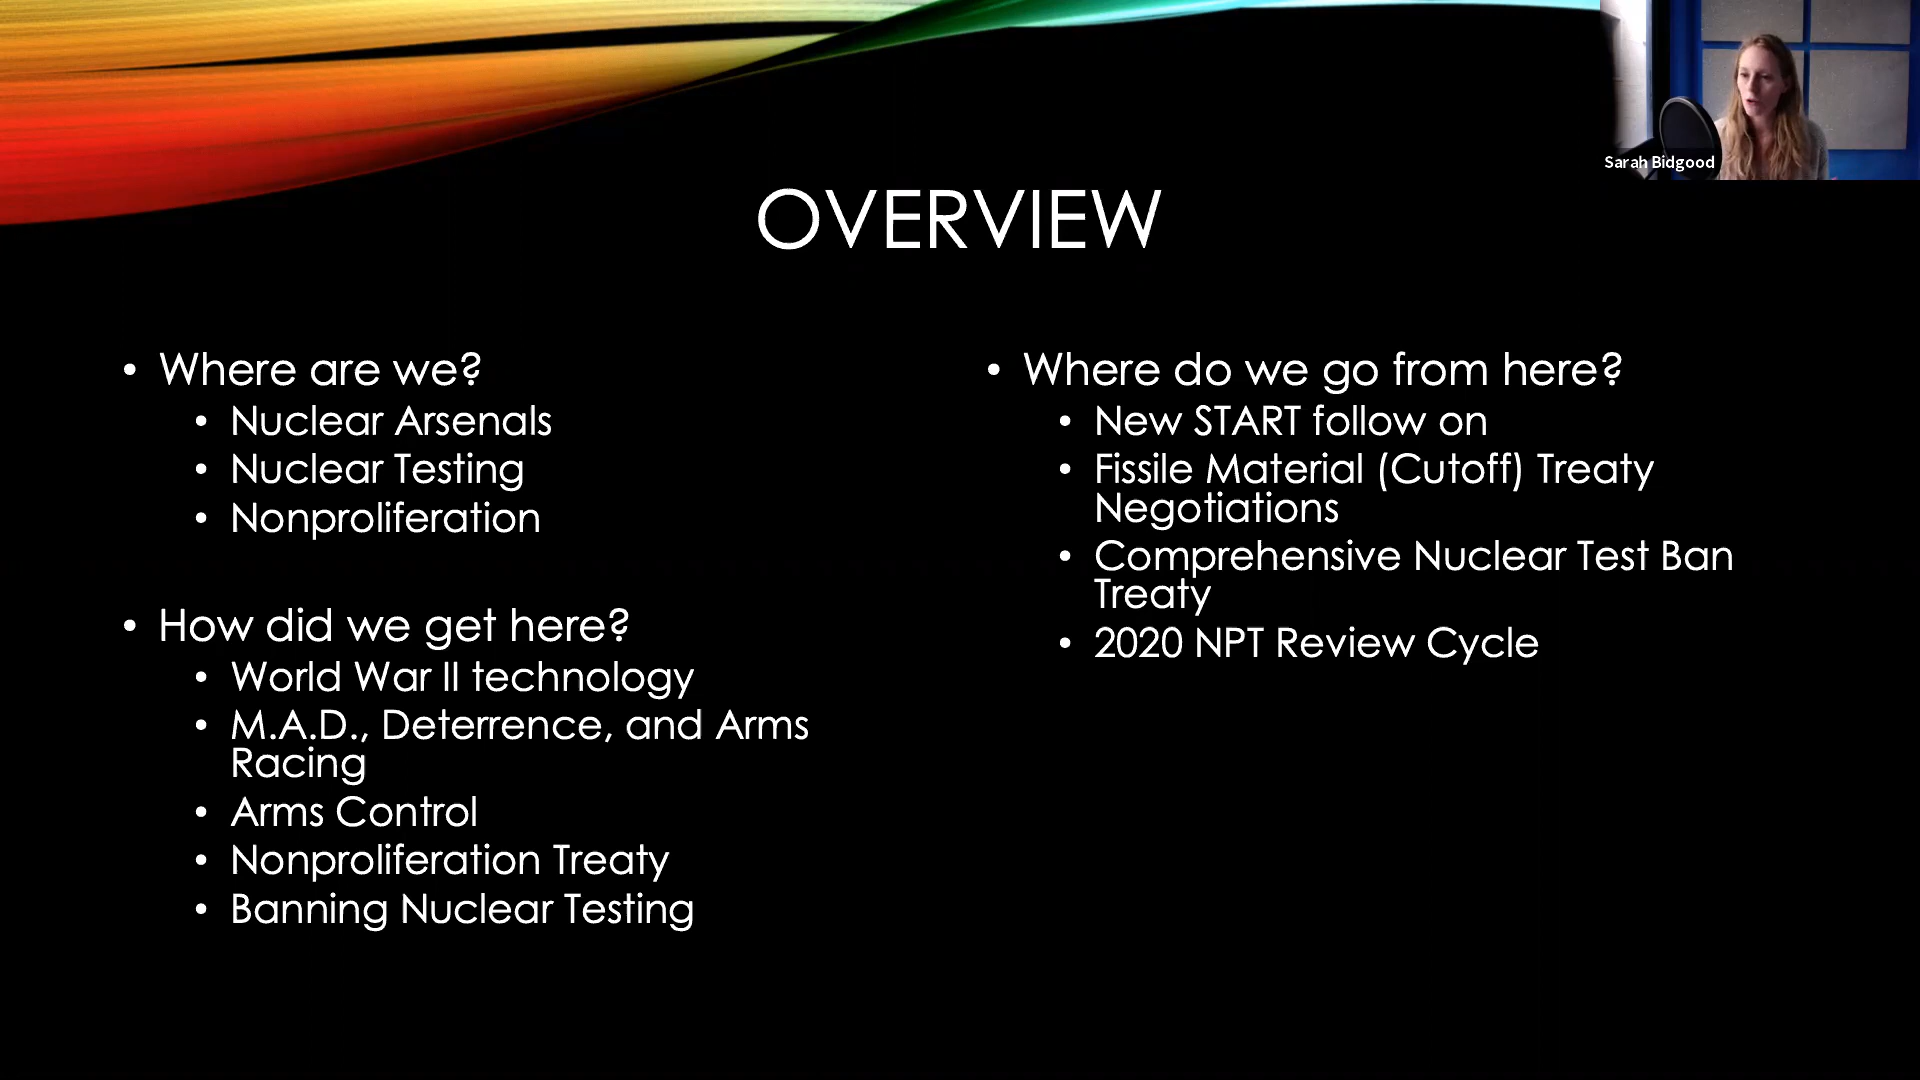 Sarah Bidgood
OVERVIEW
• Where are we?
• Nuclear Arsenals
• Nuclear Testing
• Nonproliferation
• How did we get here?
• World War II technology
• M.A.D., Deterrence, and Arms
Racing
• Arms Control
• Nonproliferation Treaty
• Banning Nuclear Testing
• Where do we go from here?
• New START follow on
• Fissile Material (Cutoff) Treaty
Negotiations
• Comprehensive Nuclear Test Ban
Treaty
• 2020 NPT Review Cycle